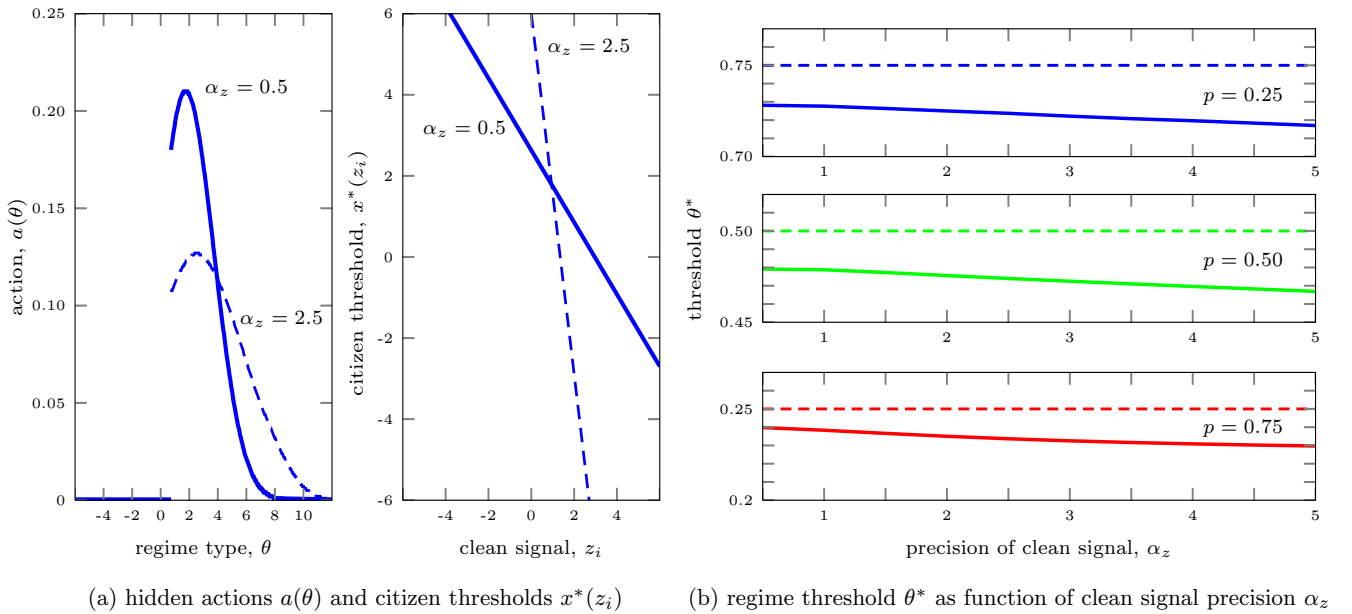 0.25
0.20
0.15
0.10
0.05
0
action, a(θ)
α_z = 0.5
α_z = 2.5
-4 -2 0 2 4 6 8 10
regime type, θ
6
4
2
0
-2
-4
-6
citizen threshold, x*(z_i)
α_z = 2.5
α_z = 0.5
-4 -2 0 2 4
clean signal, z_i
(a) hidden actions a(θ) and citizen thresholds x*(z_i)
threshold θ*
0.75
0.70
p = 0.25
1 2 3 4 5
0.50
0.45
p = 0.50
1 2 3 4 5
0.25
0.2
p = 0.75
1 2 3 4 5
precision of clean signal, α_z
(b) regime threshold θ* as function of clean signal precision α_z